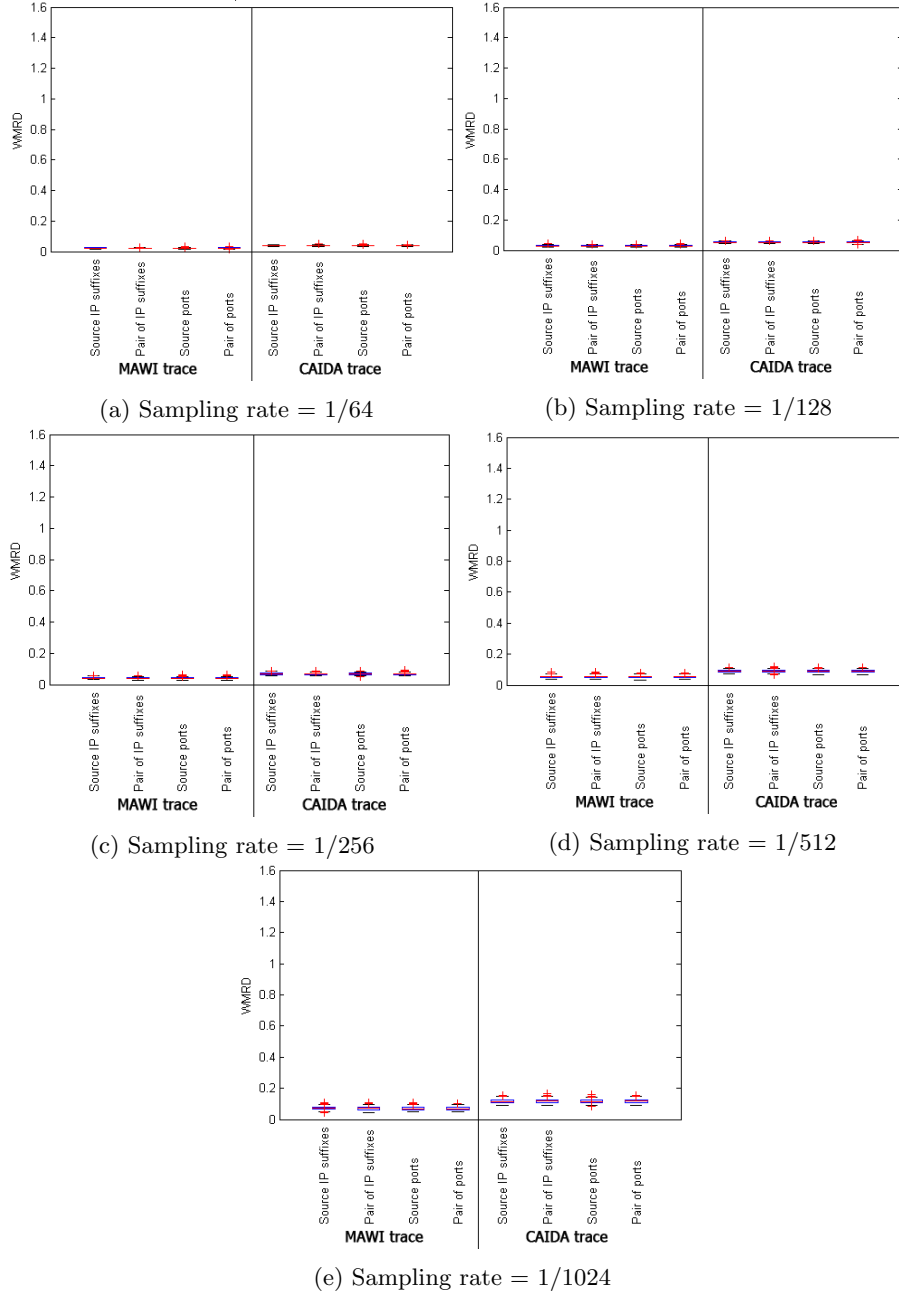 1.6
1.4
1.2
1
0.8
0.6
0.4
0.2
0
WMRD
Source IP suffixes
Pair of IP suffixes
Source ports
Pair of ports
Source IP suffixes
Pair of IP suffixes
Source ports
Pair of ports
MAWI trace
CAIDA trace
(a) Sampling rate = 1/64
1.6
1.4
1.2
1
0.8
0.6
0.4
0.2
0
WMRD
Source IP suffixes
Pair of IP suffixes
Source ports
Pair of ports
Source IP suffixes
Pair of IP suffixes
Source ports
Pair of ports
MAWI trace
CAIDA trace
(b) Sampling rate = 1/128
1.6
1.4
1.2
1
0.8
0.6
0.4
0.2
0
WMRD
Source IP suffixes
Pair of IP suffixes
Source ports
Pair of ports
Source IP suffixes
Pair of IP suffixes
Source ports
Pair of ports
MAWI trace
CAIDA trace
(c) Sampling rate = 1/256
1.6
1.4
1.2
1
0.8
0.6
0.4
0.2
0
WMRD
Source IP suffixes
Pair of IP suffixes
Source ports
Pair of ports
Source IP suffixes
Pair of IP suffixes
Source ports
Pair of ports
MAWI trace
CAIDA trace
(d) Sampling rate = 1/512
1.6
1.4
1.2
1
0.8
0.6
0.4
0.2
0
WMRD
Source IP suffixes
Pair of IP suffixes
Source ports
Pair of ports
Source IP suffixes
Pair of IP suffixes
Source ports
Pair of ports
MAWI trace
CAIDA trace
(e) Sampling rate = 1/1024